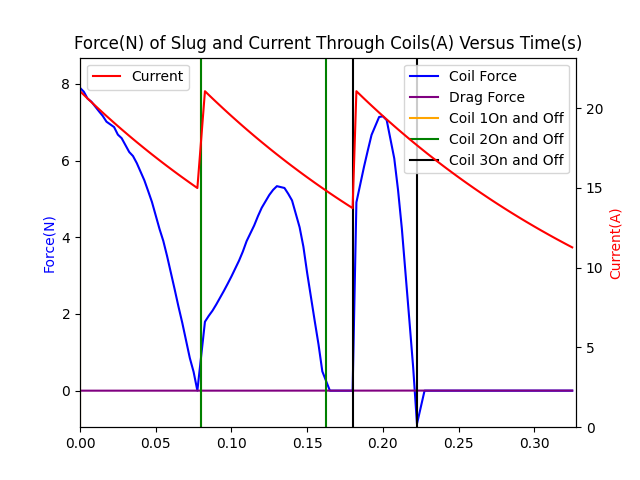 Force(N) of Slug and Current Through Coils(A) Versus Time(s)
Current
Coil Force
Drag Force
Coil 1On and Off
Coil 2On and Off
Coil 3On and Off
Force(N)
8
6
4
2
0
Current(A)
20
15
10
5
0
0.00 0.05 0.10 0.15 0.20 0.25 0.30